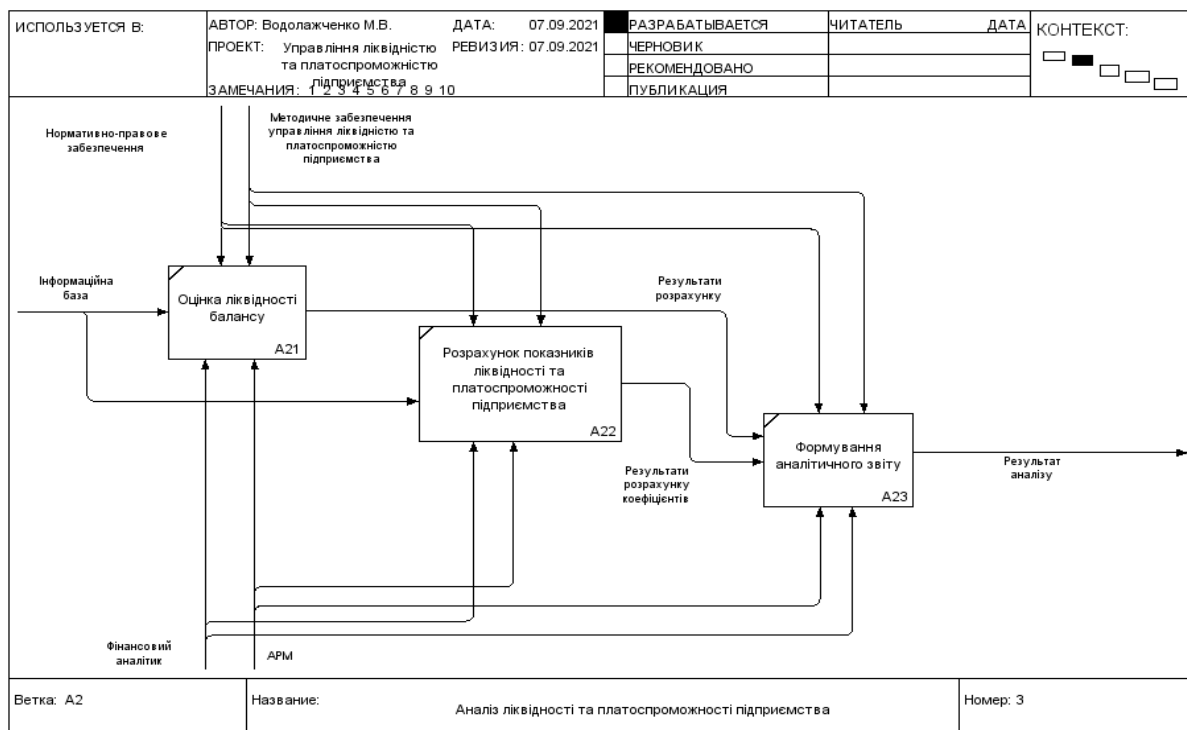 ИСПОЛЬЗУЕТСЯ В:
АВТОР: Водолажченко М.В.
ДАТА: 07.09.2021
РАЗРАБАТЫВАЕТСЯ
ЧИТАТЕЛЬ
ДАТА
КОНТЕКСТ:
ПРОЕКТ: Управління ліквідністю
та платоспроможністю
підприємства
РЕВИЗИЯ: 07.09.2021
ЧЕРНОВИК
РЕКОМЕНДОВАНО
ЗАМЕЧАНИЯ: 1 2 3 4 5 6 7 8 9 10
ПУБЛИКАЦИЯ
Нормативно-правове
забезпечення
Методичне забезпечення
управління ліквідністю та
платоспроможністю
підприємства
Інформаційна
база
Оцінка ліквідності
балансу
А21
Результати
розрахунку
Розрахунок показників
ліквідності та
платоспроможності
підприємства
А22
Результати
розрахунку
коефіцієнтів
Формування
аналітичного звіту
А23
Результат
аналізу
Фінансовий
аналітик
АРМ
Ветка: А2
Название:
Аналіз ліквідності та платоспроможності підприємства
Номер: 3